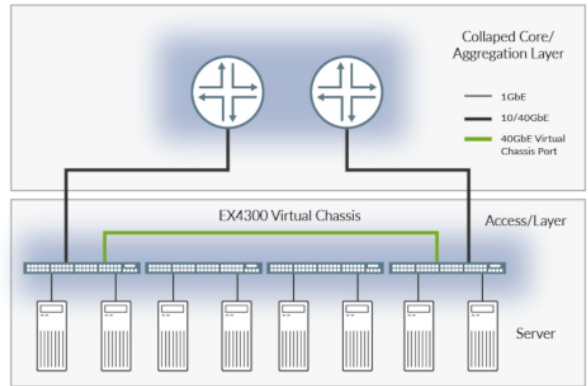 Collaped Core/
Aggregation Layer
1GbE
10/40GbE
40GbE Virtual
Chassis Port
EX4300 Virtual Chassis
Access/Layer
Server